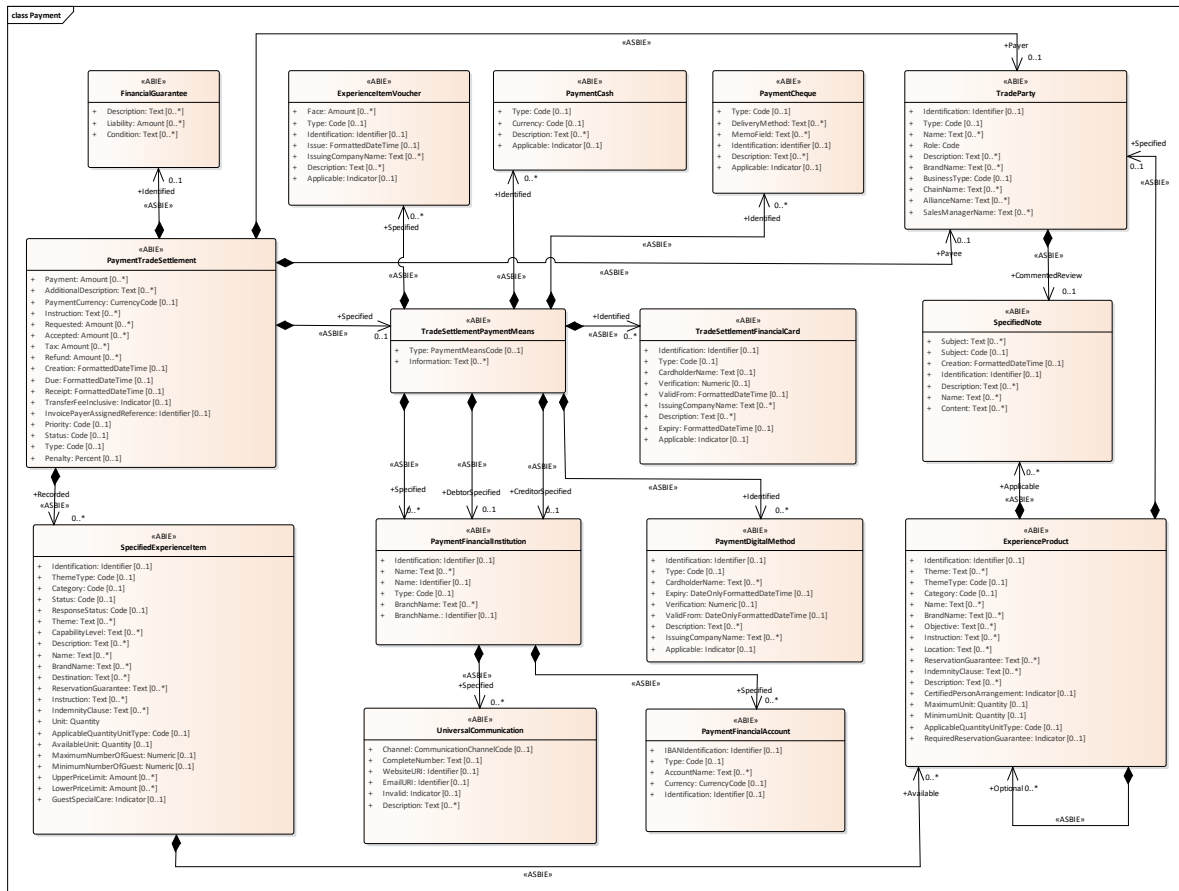 class Payment
«ABIE»
FinancialGuarantee
+ Description: Text [0..*]
+ Liability: Amount [0..*]
+ Condition: Text [0..*]
«ABIE»
ExperienceItemVoucher
+ Face: Amount [0..*]
+ Type: Code [0..1]
+ Identification: Identifier [0..1]
+ Issue: FormattedDateTime [0..1]
+ IssuingCompanyName: Text [0..*]
+ Description: Text [0..*]
+ Applicable: Indicator [0..1]
«ABIE»
PaymentCash
+ Type: Code [0..1]
+ Currency: Code [0..1]
+ Description: Text [0..*]
+ Applicable: Indicator [0..1]
«ABIE»
PaymentCheque
+ Type: Code [0..1]
+ DeliveryMethod: Text [0..*]
+ MemoField: Text [0..*]
+ Identification: identifier [0..1]
+ Description: Text [0..*]
+ Applicable: Indicator [0..1]
«ABIE»
TradeParty
+ Identification: Identifier [0..1]
+ Type: Code [0..1]
+ Name: Text [0..*]
+ Role: Code
+ Description: Text [0..*]
+ BrandName: Text [0..*]
+ BusinessType: Code [0..1]
+ ChainName: Text [0..*]
+ AllianceName: Text [0..*]
+ SalesManagerName: Text [0..*]
«ASBIE»
+Payer
0..1
+Specified
0..1
«ASBIE»
0..1
+Identified
«ASBIE»
0..*
+Specified
«ASBIE»
0..*
+Identified
«ASBIE»
0..*
+Identified
«ASBIE»
«ASBIE»
0..1
+Payee
«ASBIE»
+CommentedReview
0..1
«ABIE»
PaymentTradeSettlement
+ Payment: Amount [0..*]
+ AdditionalDescription: Text [0..*]
+ PaymentCurrency: CurrencyCode [0..1]
+ Instruction: Text [0..*]
+ Requested: Amount [0..*]
+ Accepted: Amount [0..*]
+ Tax: Amount [0..*]
+ Refund: Amount [0..*]
+ Creation: FormattedDateTime [0..1]
+ Due: FormattedDateTime [0..1]
+ Receipt: FormattedDateTime [0..1]
+ TransferFeeInclusive: Indicator [0..1]
+ InvoicePayerAssignedReference: Identifier [0..1]
+ Priority: Code [0..1]
+ Status: Code [0..1]
+ Type: Code [0..1]
+ Penalty: Percent [0..1]
+Specified
«ASBIE»
0..1
«ABIE»
TradeSettlementPaymentMeans
+ Type: PaymentMeansCode [0..1]
+ Information: Text [0..*]
+Identified
«ASBIE»
0..*
«ABIE»
TradeSettlementFinancialCard
+ Identification: Identifier [0..1]
+ Type: Code [0..1]
+ CardholderName: Text [0..1]
+ Verification: Numeric [0..1]
+ ValidFrom: FormattedDateTime [0..1]
+ IssuingCompanyName: Text [0..*]
+ Description: Text [0..*]
+ Expiry: FormattedDateTime [0..1]
+ Applicable: Indicator [0..1]
«ABIE»
SpecifiedNote
+ Subject: Text [0..*]
+ Subject: Code [0..1]
+ Creation: FormattedDateTime [0..1]
+ Identification: Identifier [0..1]
+ Description: Text [0..*]
+ Name: Text [0..*]
+ Content: Text [0..*]
+Recorded
«ASBIE»
0..*
«ASBIE»
+Specified
0..*
«ASBIE»
+DebtorSpecified
0..1
«ASBIE»
+CreditorSpecified
0..1
«ASBIE»
+Identified
0..*
0..*
+Applicable
«ASBIE»
«ABIE»
SpecifiedExperienceItem
+ Identification: Identifier [0..1]
+ ThemeType: Code [0..1]
+ Category: Code [0..1]
+ Status: Code [0..1]
+ ResponseStatus: Code [0..1]
+ Theme: Text [0..*]
+ CapabilityLevel: Text [0..*]
+ Description: Text [0..*]
+ Name: Text [0..*]
+ BrandName: Text [0..*]
+ Destination: Text [0..*]
+ ReservationGuarantee: Text [0..*]
+ Instruction: Text [0..*]
+ IndemnityClause: Text [0..*]
+ Unit: Quantity
+ ApplicableQuantityUnitType: Code [0..1]
+ AvailableUnit: Quantity [0..1]
+ MaximumNumberOfGuest: Numeric [0..1]
+ MinimumNumberOfGuest: Numeric [0..1]
+ UpperPriceLimit: Amount [0..*]
+ LowerPriceLimit: Amount [0..*]
+ GuestSpecialCare: Indicator [0..1]
«ABIE»
PaymentFinancialInstitution
+ Identification: Identifier [0..1]
+ Name: Text [0..*]
+ Name: Identifier [0..1]
+ Type: Code [0..1]
+ BranchName: Text [0..*]
+ BranchName.: Identifier [0..1]
«ABIE»
PaymentDigitalMethod
+ Identification: Identifier [0..1]
+ Type: Code [0..1]
+ CardholderName: Text [0..*]
+ Expiry: DateOnlyFormattedDateTime [0..1]
+ Verification: Numeric [0..1]
+ ValidFrom: DateOnlyFormattedDateTime [0..1]
+ Description: Text [0..*]
+ IssuingCompanyName: Text [0..*]
+ Applicable: Indicator [0..1]
«ABIE»
ExperienceProduct
+ Identification: Identifier [0..1]
+ Theme: Text [0..*]
+ ThemeType: Code [0..1]
+ Category: Code [0..1]
+ Name: Text [0..*]
+ BrandName: Text [0..*]
+ Objective: Text [0..*]
+ Instruction: Text [0..*]
+ Location: Text [0..*]
+ ReservationGuarantee: Text [0..*]
+ IndemnityClause: Text [0..*]
+ Description: Text [0..*]
+ CertifiedPersonArrangement: Indicator [0..1]
+ MaximumUnit: Quantity [0..1]
+ MinimumUnit: Quantity [0..1]
+ ApplicableQuantityUnitType: Code [0..1]
+ RequiredReservationGuarantee: Indicator [0..1]
«ASBIE»
+Specified
0..*
«ASBIE»
+Specified
0..*
«ABIE»
UniversalCommunication
+ Channel: CommunicationChannelCode [0..1]
+ CompleteNumber: Text [0..1]
+ WebsiteURI: Identifier [0..1]
+ EmailURI: Identifier [0..1]
+ Invalid: Indicator [0..1]
+ Description: Text [0..*]
«ABIE»
PaymentFinancialAccount
+ IBANIdentification: Identifier [0..1]
+ Type: Code [0..1]
+ AccountName: Text [0..*]
+ Currency: CurrencyCode [0..1]
+ Identification: Identifier [0..1]
0..*
+Available
+Optional 0..*
«ASBIE»
«ASBIE»